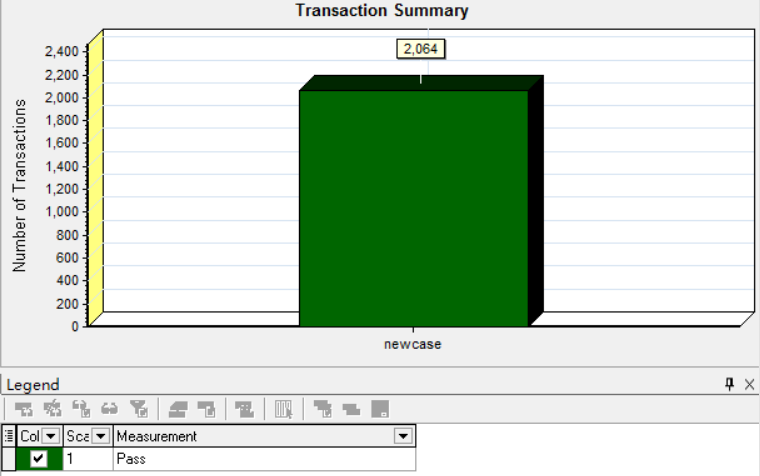 Transaction Summary
2,064
2,400
2,200
2,000
1,800
1,600
1,400
1,200
1,000
800
600
400
200
0
Number of Transactions
newcase
Legend
Col Sca Measurement
1 Pass